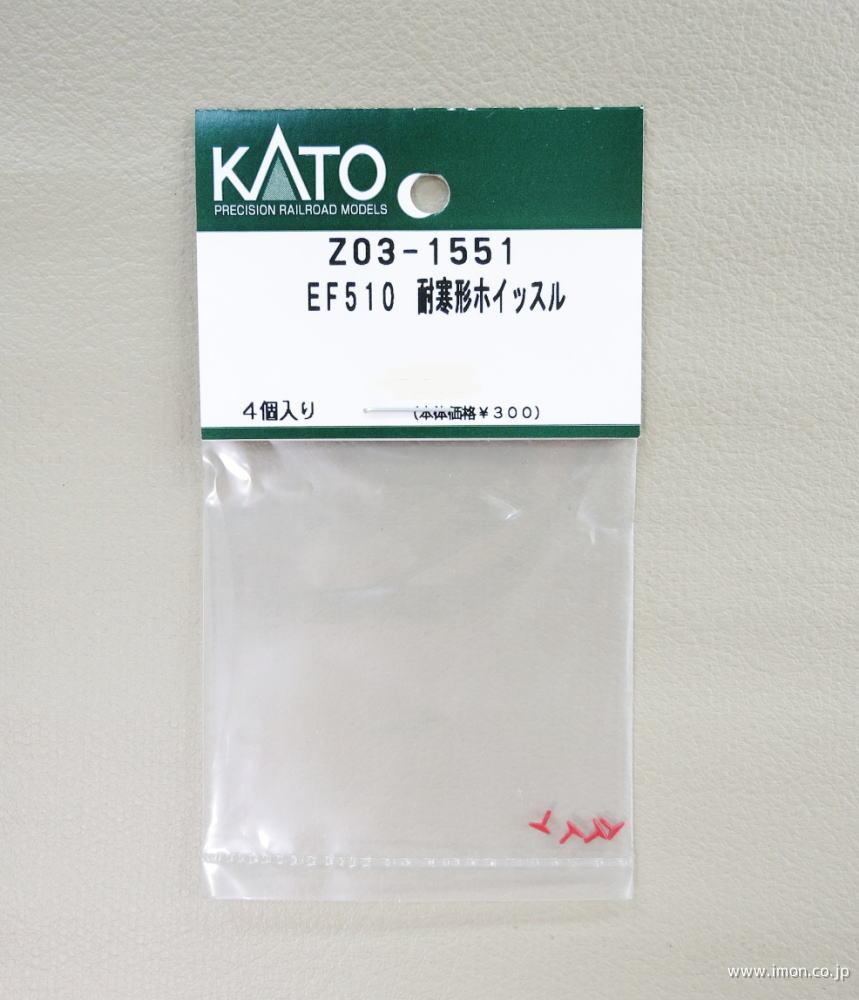 KATO
PRECISION RAILROAD MODELS
Z03-1551
EF510 耐寒形ホイッスル
4個入り (本体価格¥300)
www.imon.co.jp